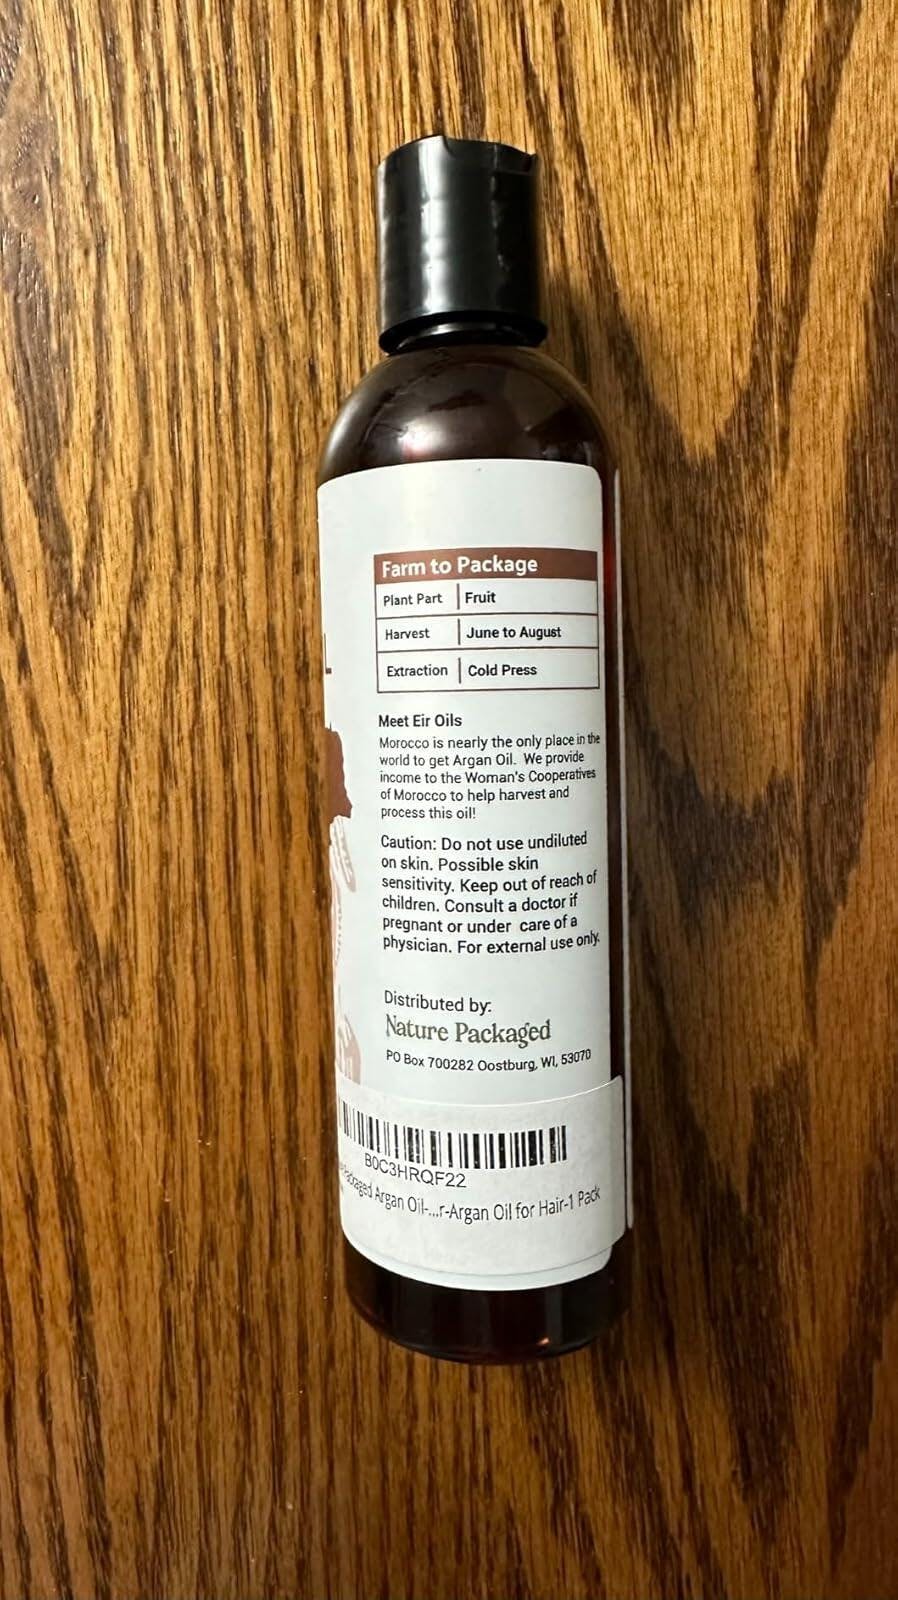 L
Farm to Package
Plant Part Fruit
Harvest June to August
Extraction Cold Press
Meet Eir Oils
Morocco is nearly the only place in the
world to get Argan Oil. We provide
income to the Woman's Cooperatives
of Morocco to help harvest and
process this oil!
Caution: Do not use undiluted
on skin. Possible skin
sensitivity. Keep out of reach of
children. Consult a doctor if
pregnant or under care of a
physician. For external use only.
Distributed by:
Nature Packaged
PO Box 700282 Oostburg, WI, 53070
B0C3HRQF22
Packaged Argan Oil-...r-Argan Oil for Hair-1 Pack